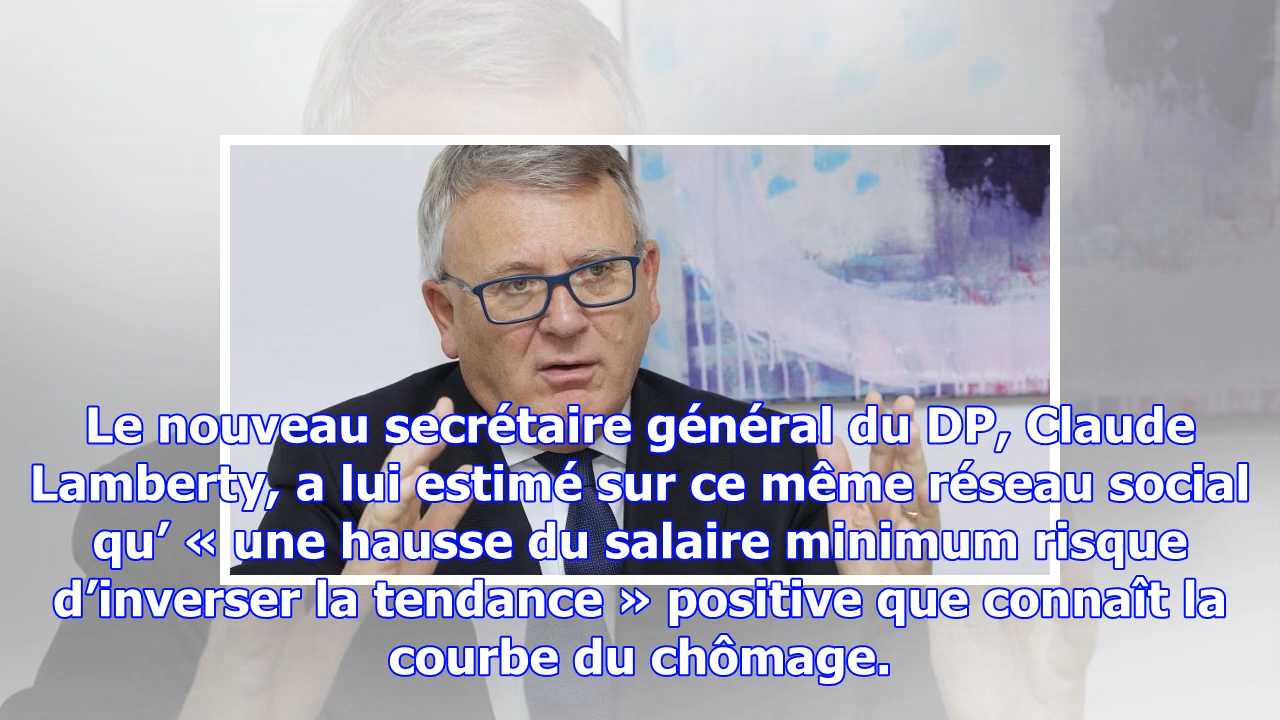 Le nouveau secrétaire général du DP, Claude
Lamberty, a lui estimé sur ce même réseau social
qu’ « une hausse du salaire minimum risque
d’inverser la tendance » positive que connaît la
courbe du chômage.